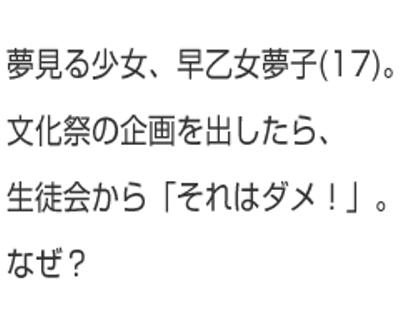 夢見る少女、早乙女夢子(17)。
文化祭の企画を出したら、
生徒会から「それはダメ！」。
なぜ？